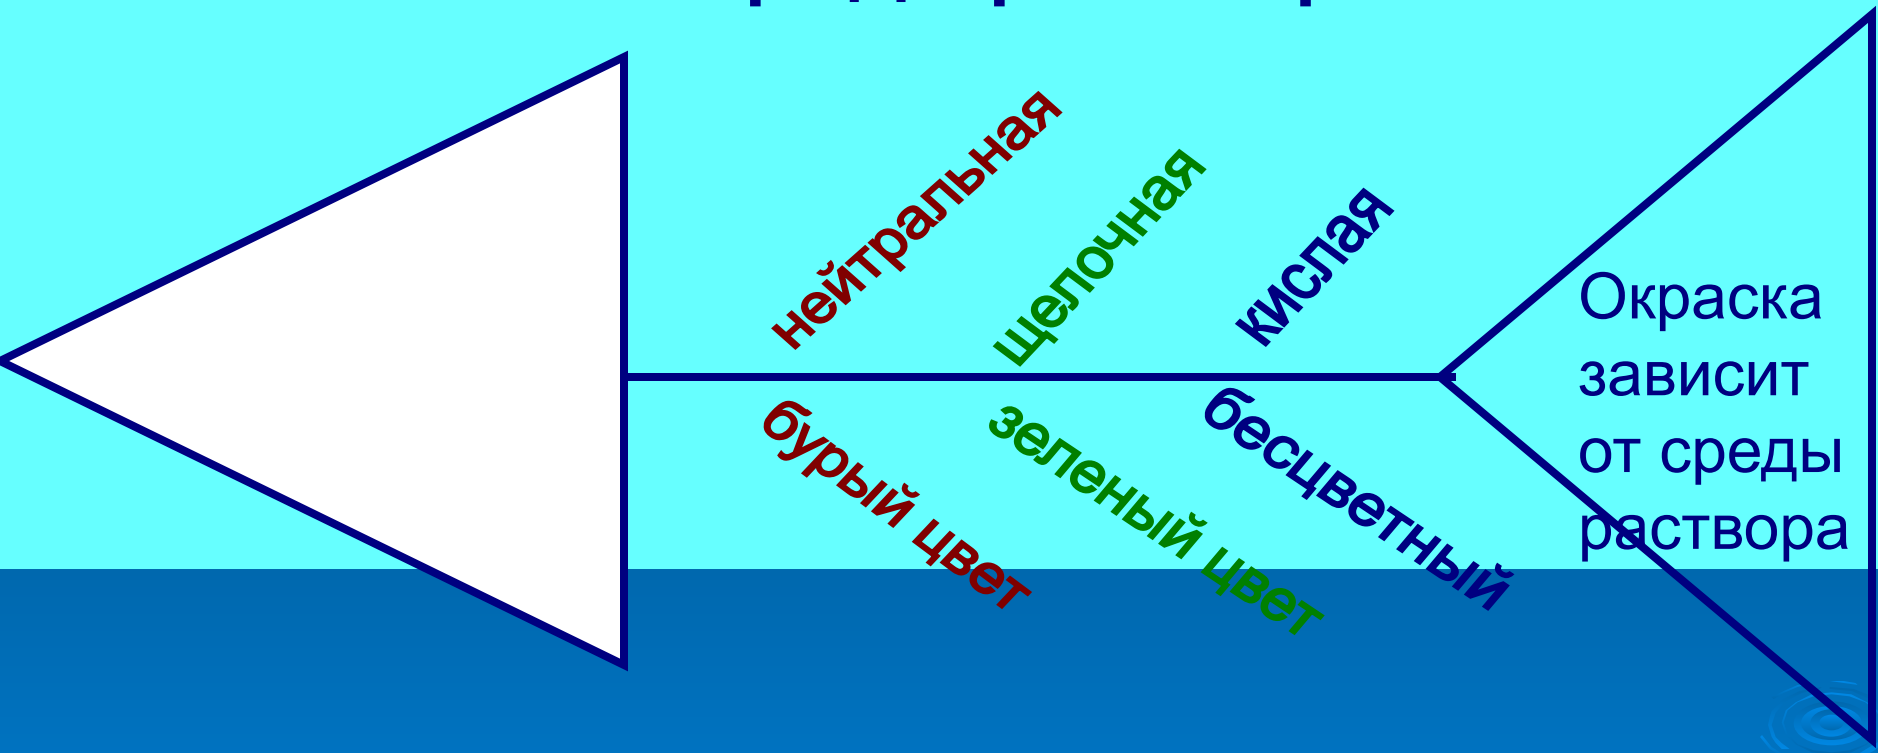 нейтральная
щелочная
кислая
бурый цвет
зеленый цвет
бесцветный
Окраска
зависит
от среды
раствора